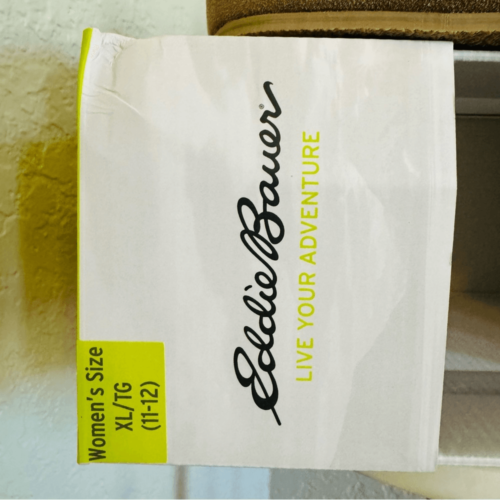 Eddie Bauer®
LIVE YOUR ADVENTURE
Women's Size
XL/TG
(11-12)